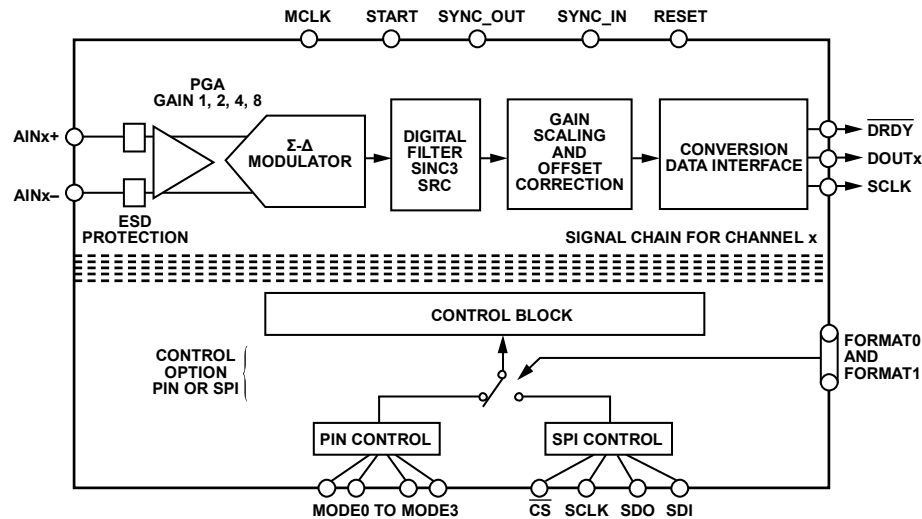 MCLK START SYNC_OUT SYNC_IN RESET
PGA
GAIN 1, 2, 4, 8
AINx+
AINx–
ESD
PROTECTION
Σ-Δ
MODULATOR
DIGITAL
FILTER
SINC3
SRC
GAIN
SCALING
AND
OFFSET
CORRECTION
CONVERSION
DATA INTERFACE
DRDY
DOUTx
SCLK
SIGNAL CHAIN FOR CHANNEL x
CONTROL BLOCK
CONTROL
OPTION
PIN OR SPI
FORMAT0
AND
FORMAT1
PIN CONTROL
SPI CONTROL
MODE0 TO MODE3
CS SCLK SDO SDI